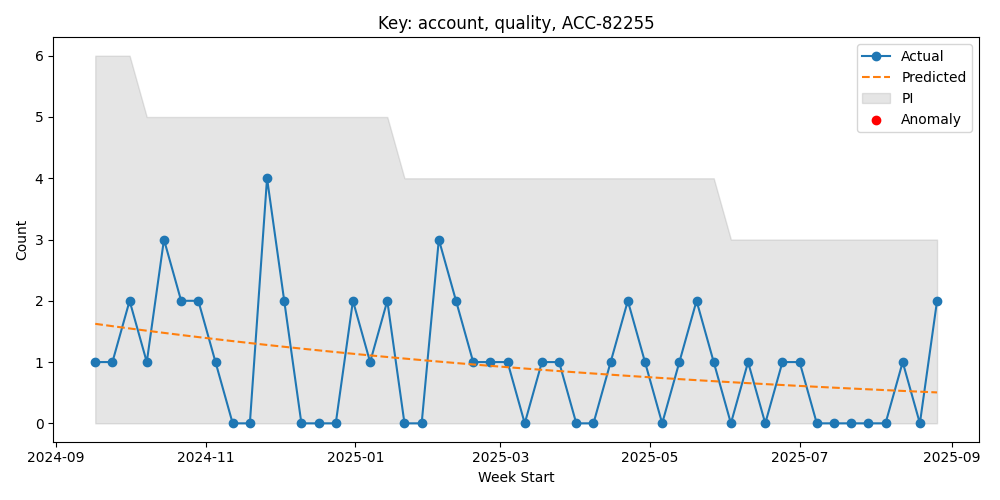 Key: account, quality, ACC-82255
Actual
Predicted
PI
Anomaly
Count
6
5
4
3
2
1
0
2024-09
2024-11
2025-01
2025-03
2025-05
2025-07
2025-09
Week Start